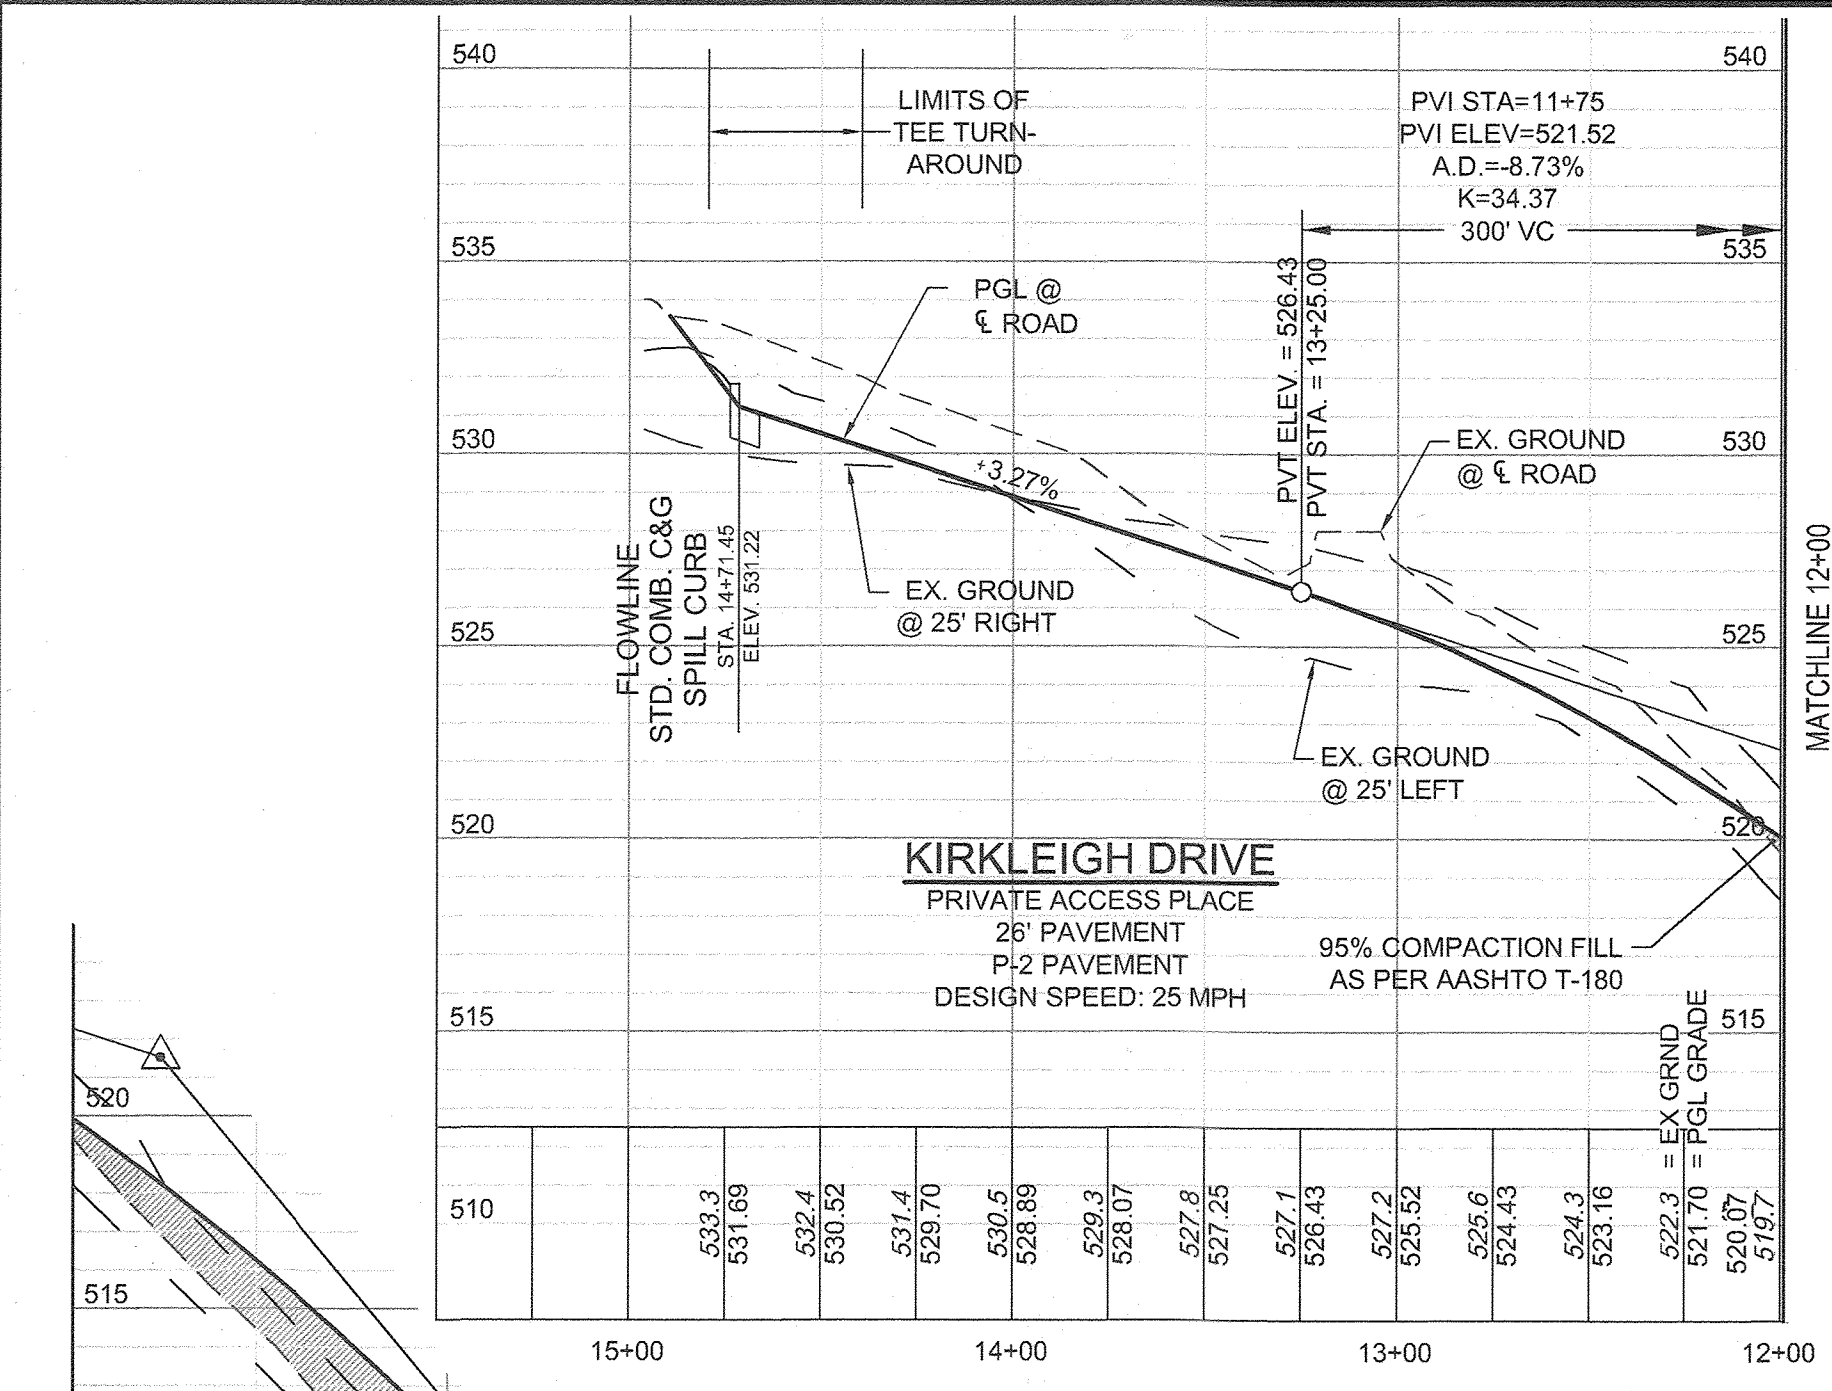 540
540
LIMITS OF
TEE TURN-
AROUND
PVI STA=11+75
PVI ELEV=521.52
A.D.=-8.73%
K=34.37
300' VC
535
535
PGL @
℄ ROAD
PVT ELEV. = 526.43
PVT STA. = 13+25.00
530
530
+3.27%
EX. GROUND
@ ℄ ROAD
FLOWLINE
STD. COMB. C&G
SPILL CURB
STA. 14+71.45
ELEV. 531.22
EX. GROUND
@ 25' RIGHT
MATCHLINE 12+00
525
525
EX. GROUND
@ 25' LEFT
520
520
KIRKLEIGH DRIVE
PRIVATE ACCESS PLACE
26' PAVEMENT
P-2 PAVEMENT
DESIGN SPEED: 25 MPH
95% COMPACTION FILL
AS PER AASHTO T-180
515
515
= EX GRND
= PGL GRADE
520
515
510
533.3
531.69
532.4
530.52
531.4
529.70
530.5
528.89
529.3
528.07
527.8
527.25
527.1
526.43
527.2
525.52
525.6
524.43
524.3
523.16
522.3
521.70
520.07
519.7
15+00
14+00
13+00
12+00